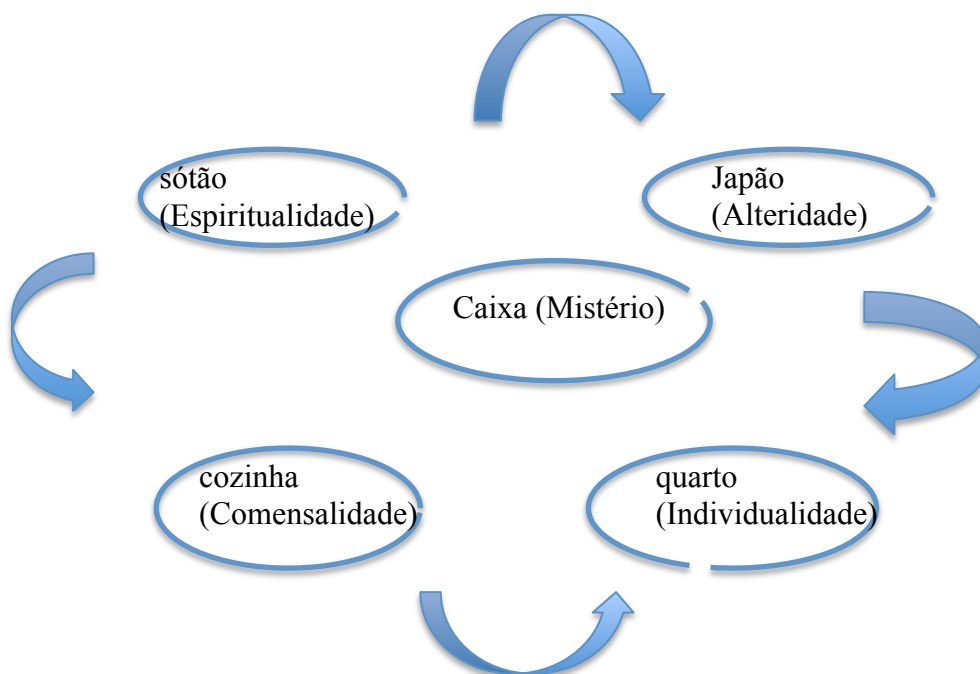 sótão
(Espiritualidade)
Japão
(Alteridade)
Caixa (Mistério)
cozinha
(Comensalidade)
quarto
(Individualidade)